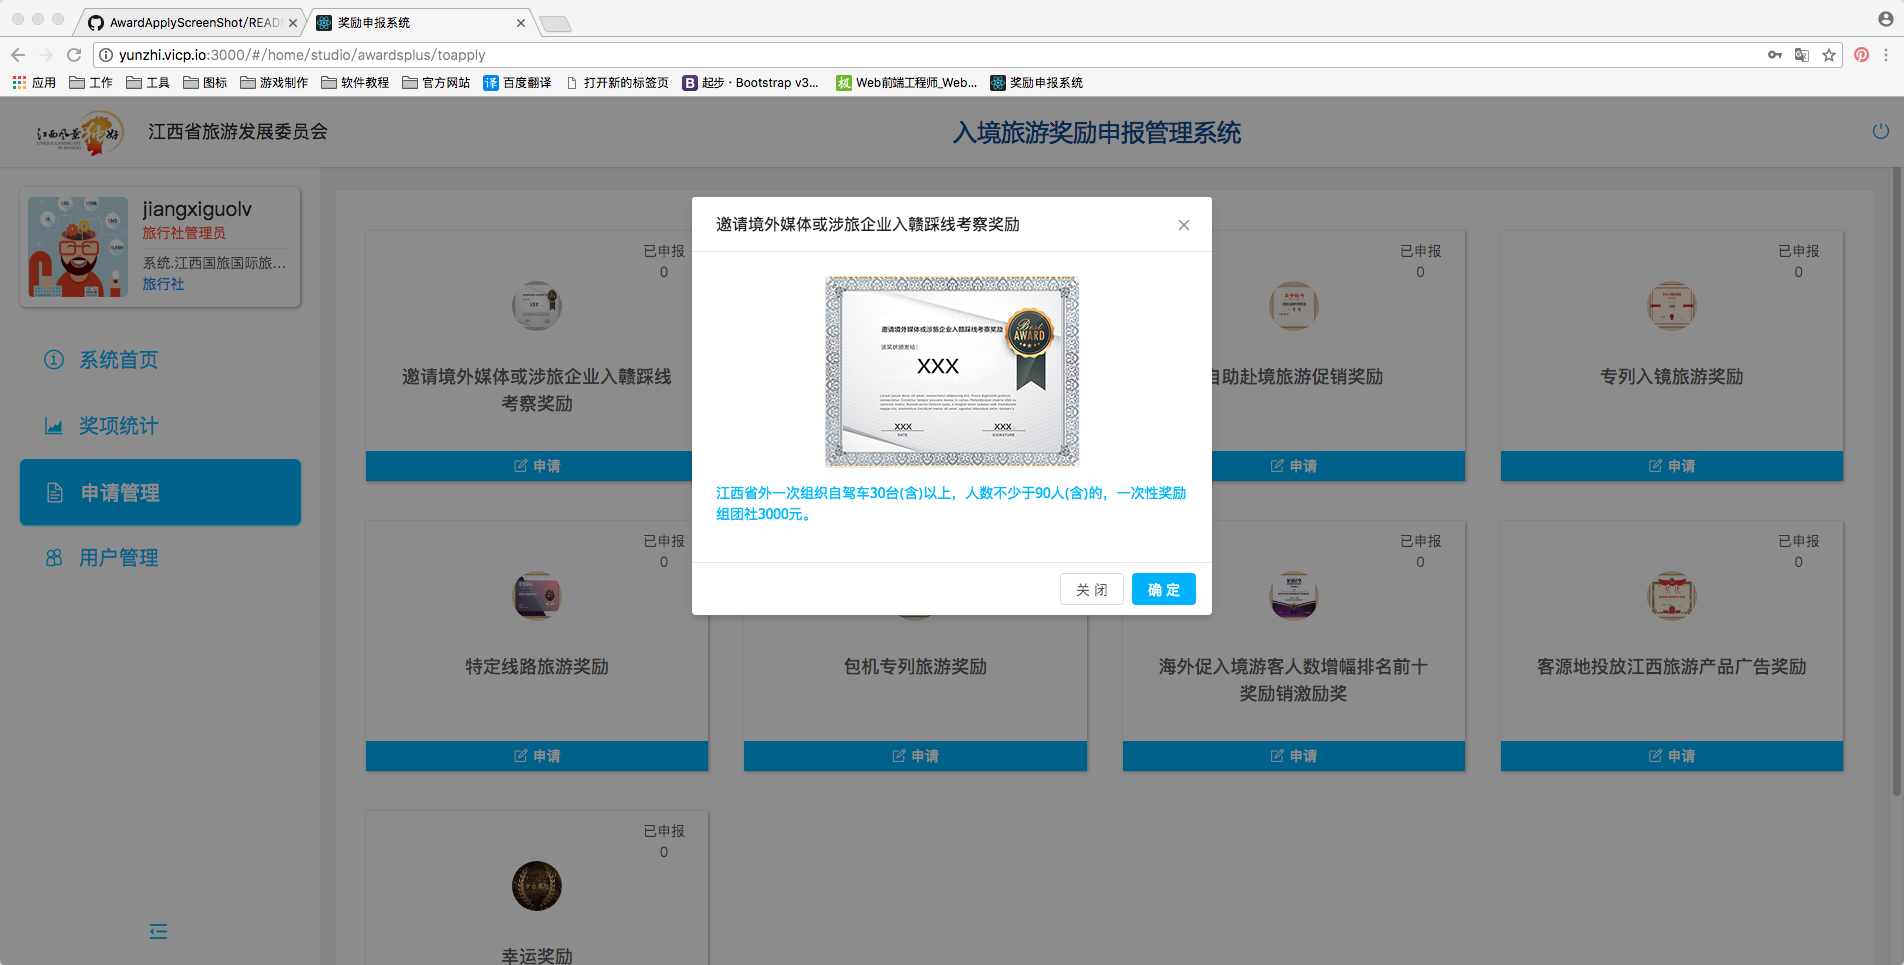 AwardApplyScreenShot/READ
奖励申报系统
yunzhi.vicp.io:3000/#/home/studio/awardsplus/toapply
应用
工作
工具
图标
游戏制作
软件教程
官方网站
译 百度翻译
打开新的标签页
B 起步 · Bootstrap v3...
极 Web前端工程师_Web...
奖励申报系统
江西风景独好
江西省旅游发展委员会
入境旅游奖励申报管理系统
jiangxiguolv
旅行社管理员
系统.江西国旅国际旅...
旅行社
系统首页
奖项统计
申请管理
用户管理
已申报
0
邀请境外媒体或涉旅企业入赣踩线
考察奖励
申请
已申报
0
自助赴境旅游促销奖励
申请
已申报
0
专列入镜旅游奖励
申请
邀请境外媒体或涉旅企业入赣踩线考察奖励
邀请境外媒体或涉旅企业入赣踩线考察奖励
Best
AWARD
该奖状颁发给：
XXX
XXX
DATE
XXX
SIGNATURE
江西省外一次组织自驾车30台(含)以上，人数不少于90人(含)的，一次性奖励
组团社3000元。
关 闭
确 定
已申报
0
特定线路旅游奖励
申请
包机专列旅游奖励
申请
已申报
0
海外促入境游客人数增幅排名前十
奖励销激励奖
申请
已申报
0
客源地投放江西旅游产品广告奖励
申请
已申报
0
幸运奖励